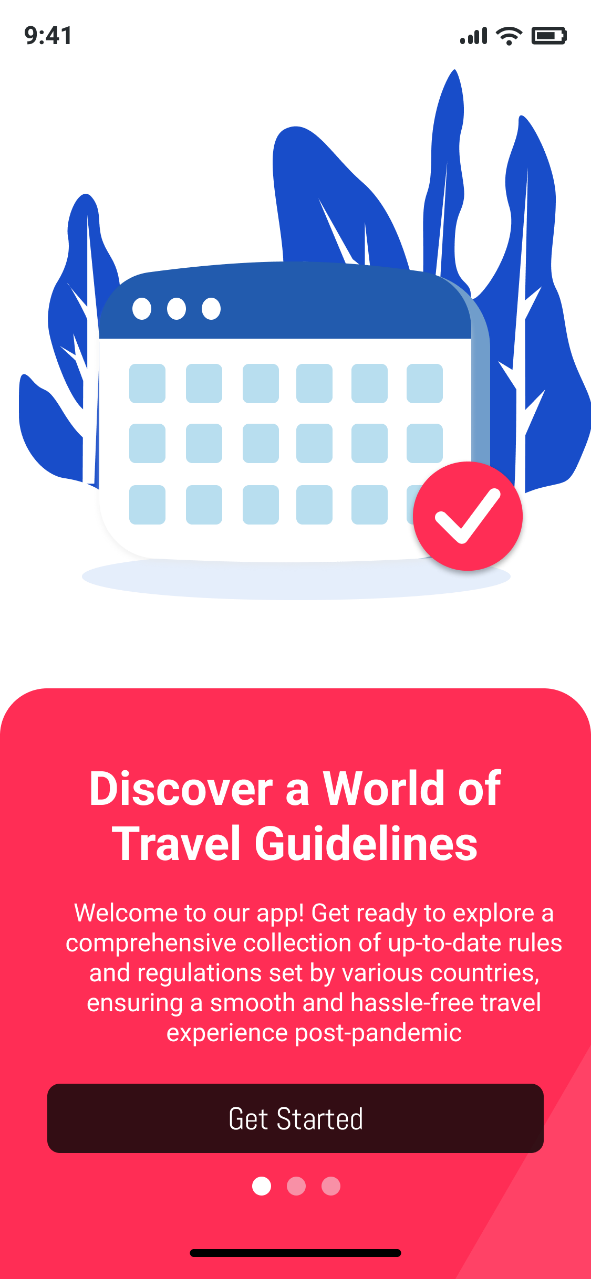 9:41
Discover a World of
Travel Guidelines
Welcome to our app! Get ready to explore a
comprehensive collection of up-to-date rules
and regulations set by various countries,
ensuring a smooth and hassle-free travel
experience post-pandemic
Get Started